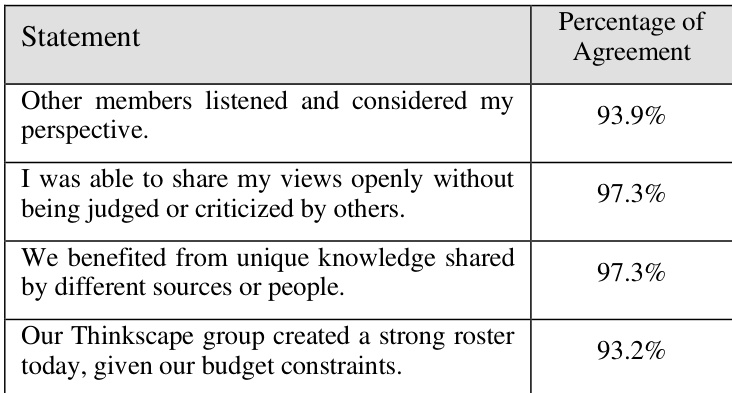 Statement
Percentage of
Agreement
Other members listened and considered my
perspective.
93.9%
I was able to share my views openly without
being judged or criticized by others.
97.3%
We benefited from unique knowledge shared
by different sources or people.
97.3%
Our Thinkscape group created a strong roster
today, given our budget constraints.
93.2%